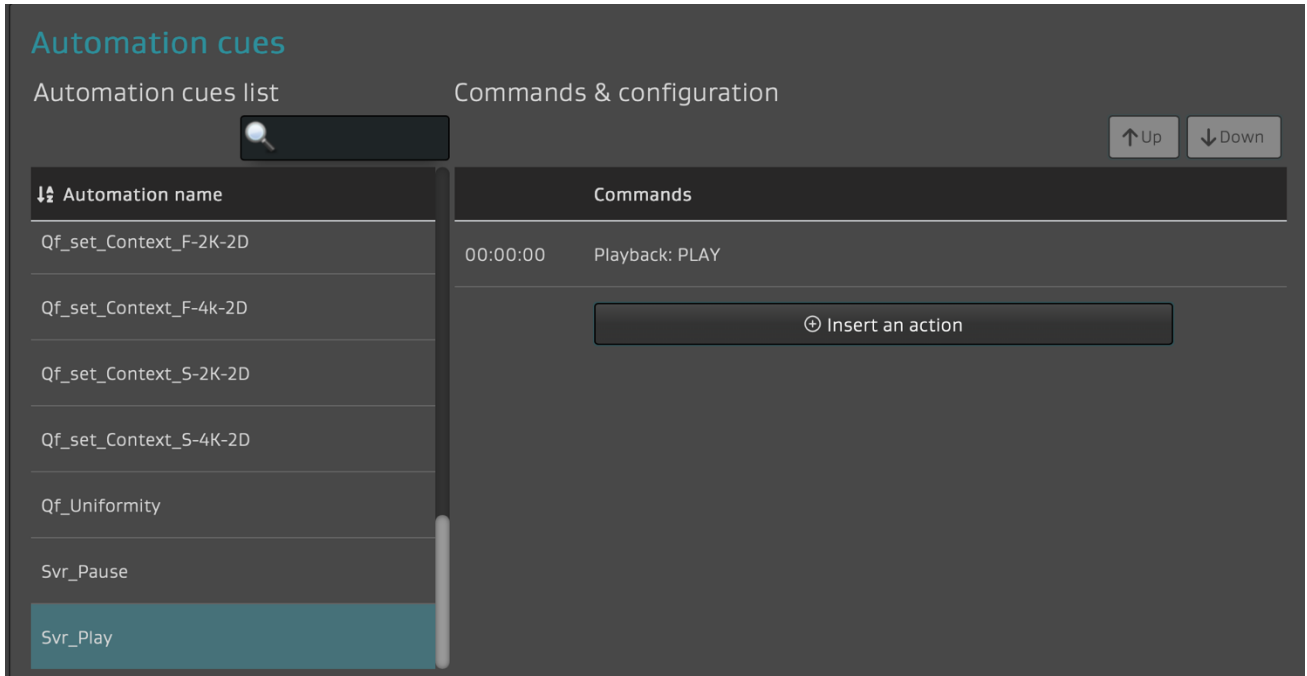 Automation cues
Automation cues list
Commands & configuration
Up
Down
Automation name
Commands
Qf_set_Context_F-2K-2D
00:00:00 Playback: PLAY
Qf_set_Context_F-4k-2D
Insert an action
Qf_set_Context_S-2K-2D
Qf_set_Context_S-4K-2D
Qf_Uniformity
Svr_Pause
Svr_Play